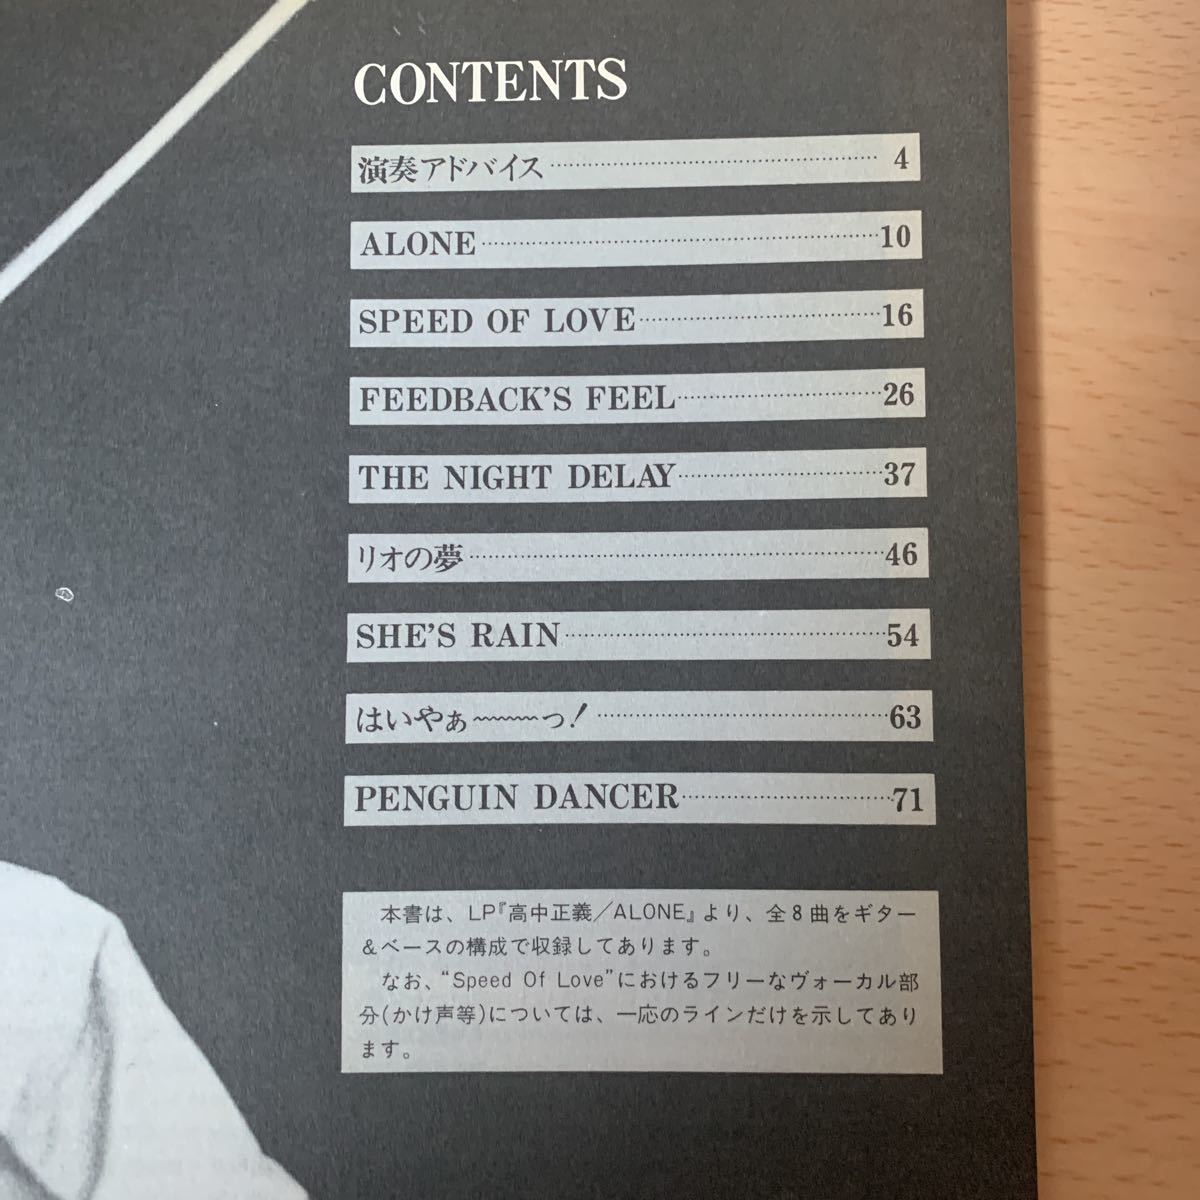 CONTENTS
演奏アドバイス……………………………… 4
ALONE……………………………………10
SPEED OF LOVE………………………16
FEEDBACK'S FEEL……………………26
THE NIGHT DELAY……………………37
リオの夢……………………………………46
SHE'S RAIN………………………………54
はいやぁ〜〜〜っ!…………………………63
PENGUIN DANCER……………………71
本書は、LP『高中正義／ALONE』より、全8曲をギター
&ベースの構成で収録してあります。
なお、“Speed Of Love”におけるフリーなヴォーカル部
分(かけ声等)については、一応のラインだけを示してあり
ます。